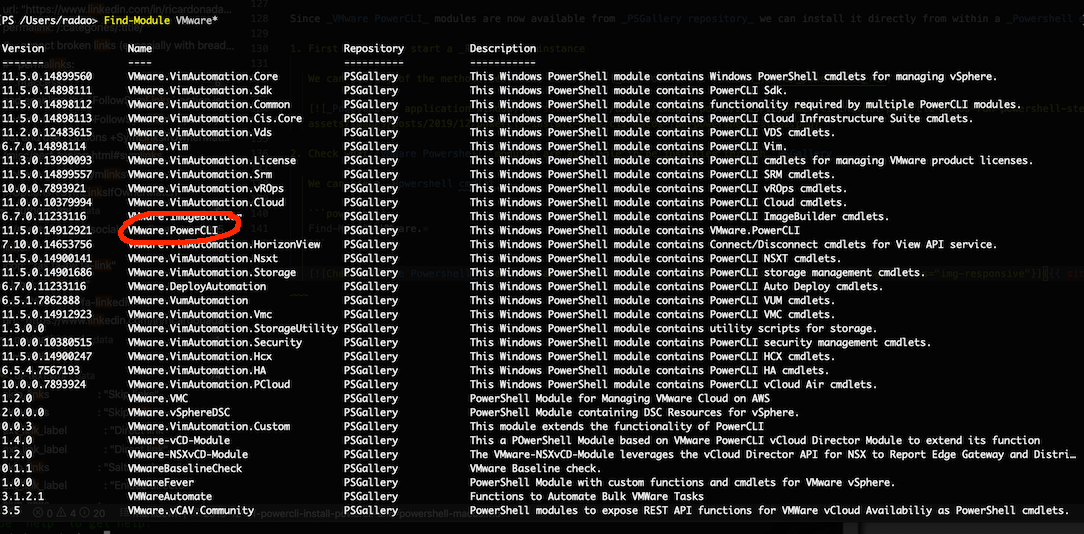 PS /Users/radao> Find-Module VMware*
Version Name Repository Description
------- ---- ---------- -----------
11.5.0.14899560 VMware.VimAutomation.Core PSGallery This Windows PowerShell module contains Windows PowerShell cmdlets for managing vSphere.
11.5.0.14898111 VMware.VimAutomation.Sdk PSGallery This Windows PowerShell module contains PowerCLI Sdk.
11.5.0.14898112 VMware.VimAutomation.Common PSGallery This Windows PowerShell module contains functionality required by multiple PowerCLI modules.
11.5.0.14898113 VMware.VimAutomation.Cis.Core PSGallery This Windows PowerShell module contains PowerCLI Cloud Infrastructure Suite cmdlets.
11.2.0.12483615 VMware.VimAutomation.Vds PSGallery This Windows PowerShell module contains PowerCLI VDS cmdlets.
6.7.0.14898114 VMware.Vim PSGallery This Windows PowerShell module contains PowerCLI Vim.
11.3.0.13990093 VMware.VimAutomation.License PSGallery This Windows PowerShell module contains PowerCLI cmdlets for managing VMware product licenses.
11.5.0.14899557 VMware.VimAutomation.Srm PSGallery This Windows PowerShell module contains PowerCLI SRM cmdlets.
10.0.0.7893921 VMware.VimAutomation.vROps PSGallery This Windows PowerShell module contains PowerCLI vROps cmdlets.
11.0.0.10379994 VMware.VimAutomation.Cloud PSGallery This Windows PowerShell module contains PowerCLI Cloud cmdlets.
6.7.0.11233116 VMware.ImageBuilder PSGallery This Windows PowerShell module contains PowerCLI ImageBuilder cmdlets.
11.5.0.14912921 VMware.PowerCLI PSGallery This Windows PowerShell module contains VMware.PowerCLI
7.10.0.14653756 VMware.VimAutomation.HorizonView PSGallery This Windows PowerShell module contains Connect/Disconnect cmdlets for View API service.
11.5.0.14900141 VMware.VimAutomation.Nsxt PSGallery This Windows PowerShell module contains PowerCLI NSXT cmdlets.
11.5.0.14901686 VMware.VimAutomation.Storage PSGallery This Windows PowerShell module contains PowerCLI storage management cmdlets.
6.7.0.11233116 VMware.DeployAutomation PSGallery This Windows PowerShell module contains PowerCLI Auto Deploy cmdlets.
6.5.1.7862888 VMware.VumAutomation PSGallery This Windows PowerShell module contains PowerCLI VUM cmdlets.
11.5.0.14912923 VMware.VimAutomation.Vmc PSGallery This Windows PowerShell module contains PowerCLI VMC cmdlets.
1.3.0.0 VMware.VimAutomation.StorageUtility PSGallery This Windows PowerShell module contains utility scripts for storage.
11.0.0.10380515 VMware.VimAutomation.Security PSGallery This Windows PowerShell module contains PowerCLI security management cmdlets.
11.5.0.14900247 VMware.VimAutomation.Hcx PSGallery This Windows PowerShell module contains PowerCLI HCX cmdlets.
6.5.4.7567193 VMware.VimAutomation.HA PSGallery This Windows PowerShell module contains PowerCLI HA cmdlets.
10.0.0.7893924 VMware.VimAutomation.PCloud PSGallery This Windows PowerShell module contains PowerCLI vCloud Air cmdlets.
1.2.0 VMware.VMC PSGallery PowerShell Module for Managing VMware Cloud on AWS
2.0.0.0 VMware.vSphereDSC PSGallery PowerShell Module containing DSC Resources for vSphere.
0.0.3 VMware.VimAutomation.Custom PSGallery This module extends the functionality of PowerCLI
1.4.0 VMware-vCD-Module PSGallery This a POwerShell Module based on VMware PowerCLI vCloud Director Module to extend its function
1.2.0 VMware-NSXvCD-Module PSGallery The VMware-NSXvCD-Module leverages the vCloud Director API for NSX to Report Edge Gateway and Distri…
0.1.1 VMwareBaselineCheck PSGallery VMware Baseline check.
1.0.0 VMwareFever PSGallery PowerShell Module with custom functions and cmdlets for VMware vSphere.
3.1.2.1 VMWareAutomate PSGallery Functions to Automate Bulk VMWare Tasks
3.5 VMware.vCAV.Community PSGallery PowerShell modules to expose REST API functions for VMWare vCloud Availabiliy as PowerShell cmdlets.